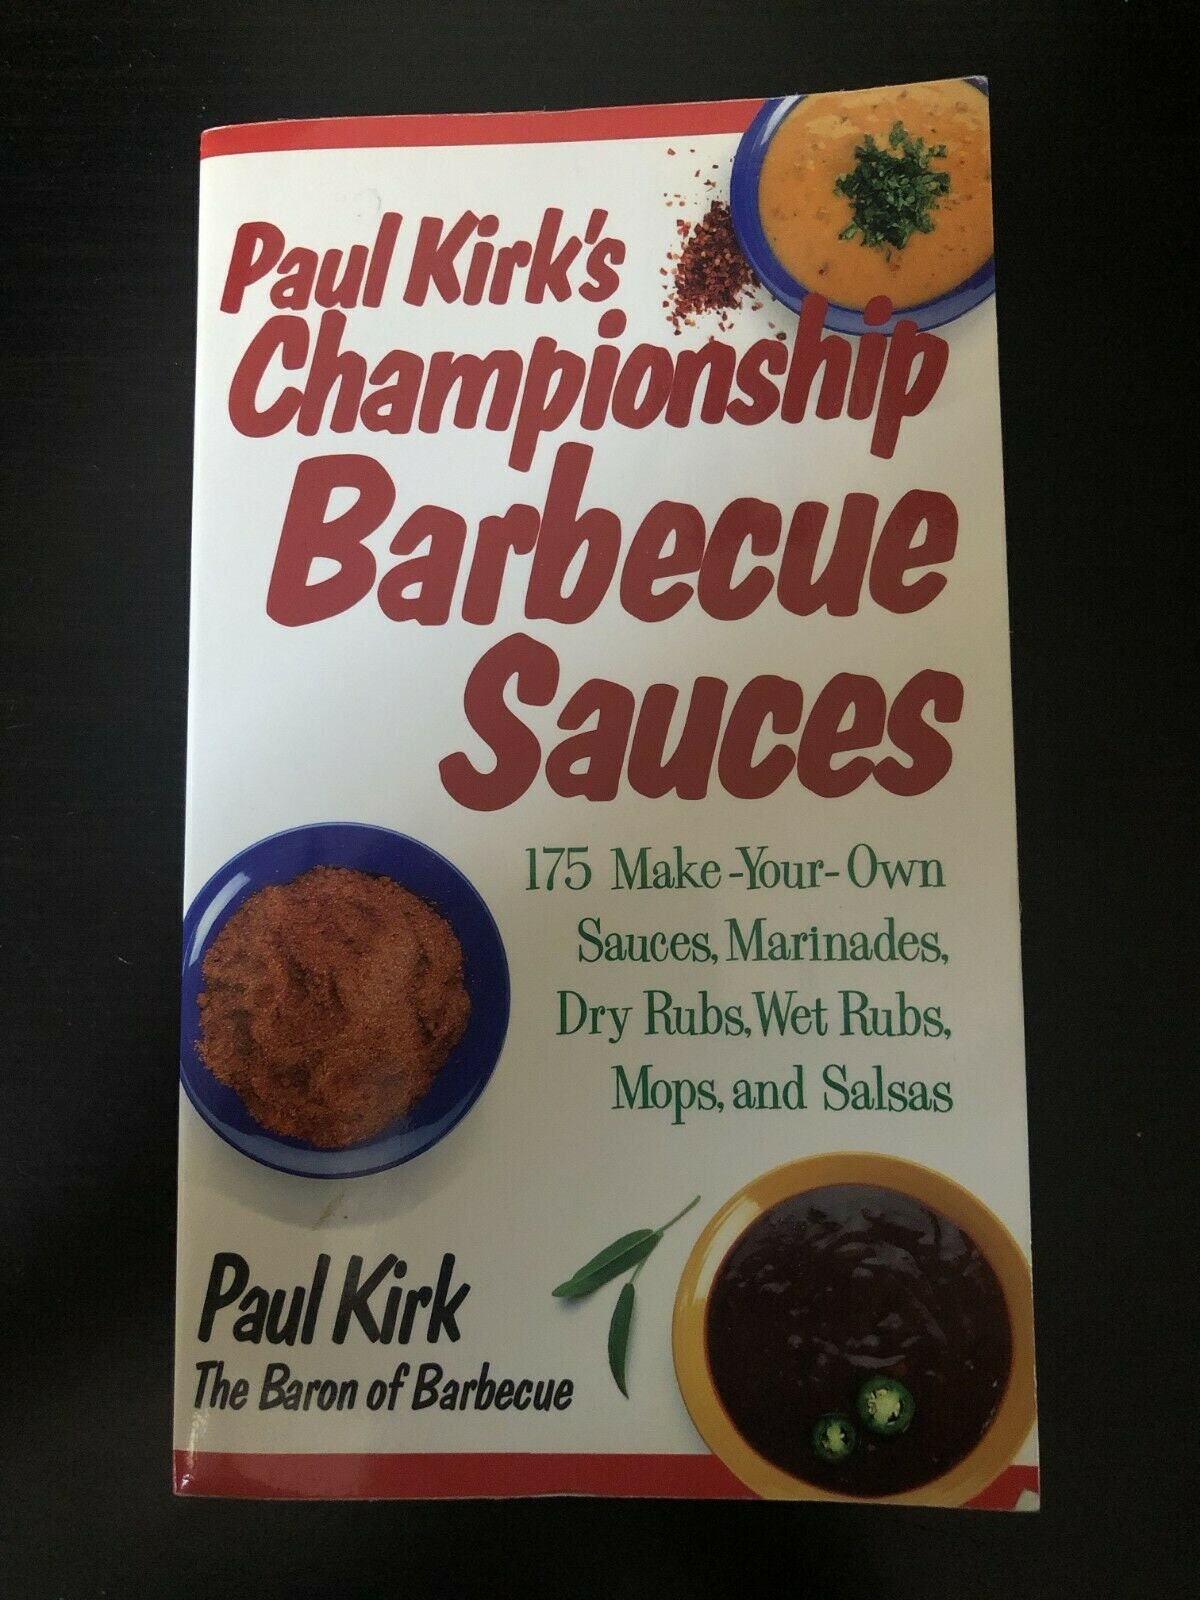 Paul Kirk's
Championship
Barbecue
Sauces
175 Make-Your-Own
Sauces, Marinades,
Dry Rubs, Wet Rubs,
Mops, and Salsas
Paul Kirk
The Baron of Barbecue